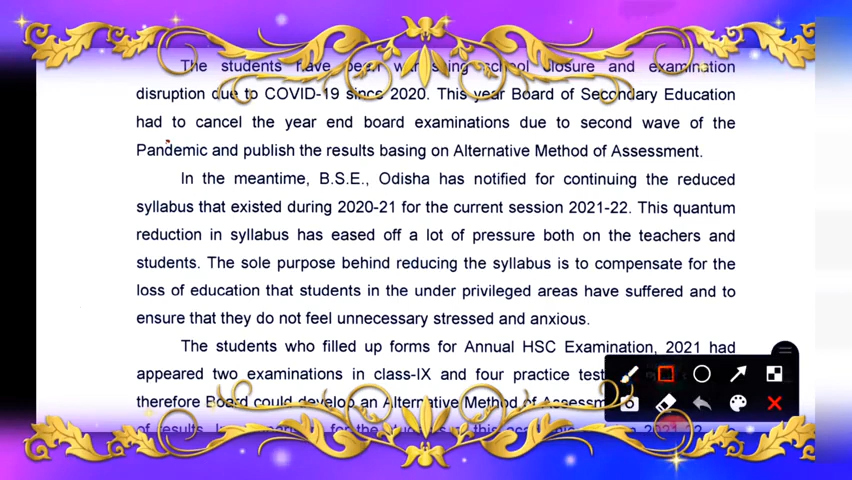 The students have been witnessing school closure and examination
disruption due to COVID-19 since 2020. This year Board of Secondary Education
had to cancel the year end board examinations due to second wave of the
Pandemic and publish the results basing on Alternative Method of Assessment.
In the meantime, B.S.E., Odisha has notified for continuing the reduced
syllabus that existed during 2020-21 for the current session 2021-22. This quantum
reduction in syllabus has eased off a lot of pressure both on the teachers and
students. The sole purpose behind reducing the syllabus is to compensate for the
loss of education that students in the under privileged areas have suffered and to
ensure that they do not feel unnecessary stressed and anxious.
The students who filled up forms for Annual HSC Examination, 2021 had
appeared two examinations in class-IX and four practice
therefore Board could develop an Alternative Method of
of results. for the this